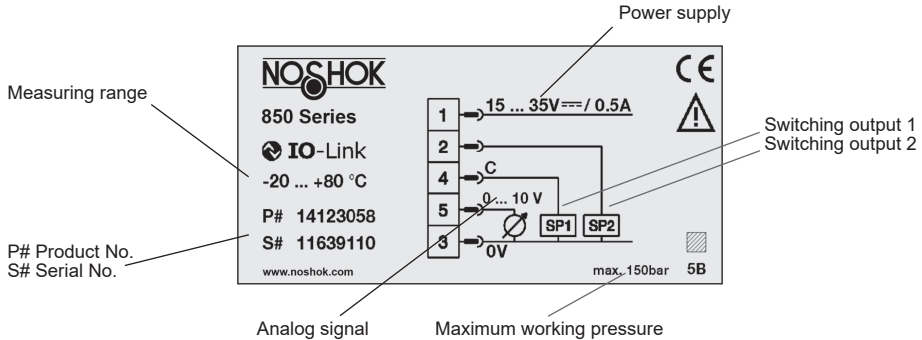 Power supply
Measuring range
NOSHOK
850 Series
IO-Link
-20 ... +80 °C
P# 14123058
S# 11639110
www.noshok.com
1
15 ... 35V⎓/ 0.5A
2
4
C
5
0 ... 10 V
3
0V
SP1
SP2
CE
max. 150bar
5B
Switching output 1
Switching output 2
P# Product No.
S# Serial No.
Analog signal
Maximum working pressure